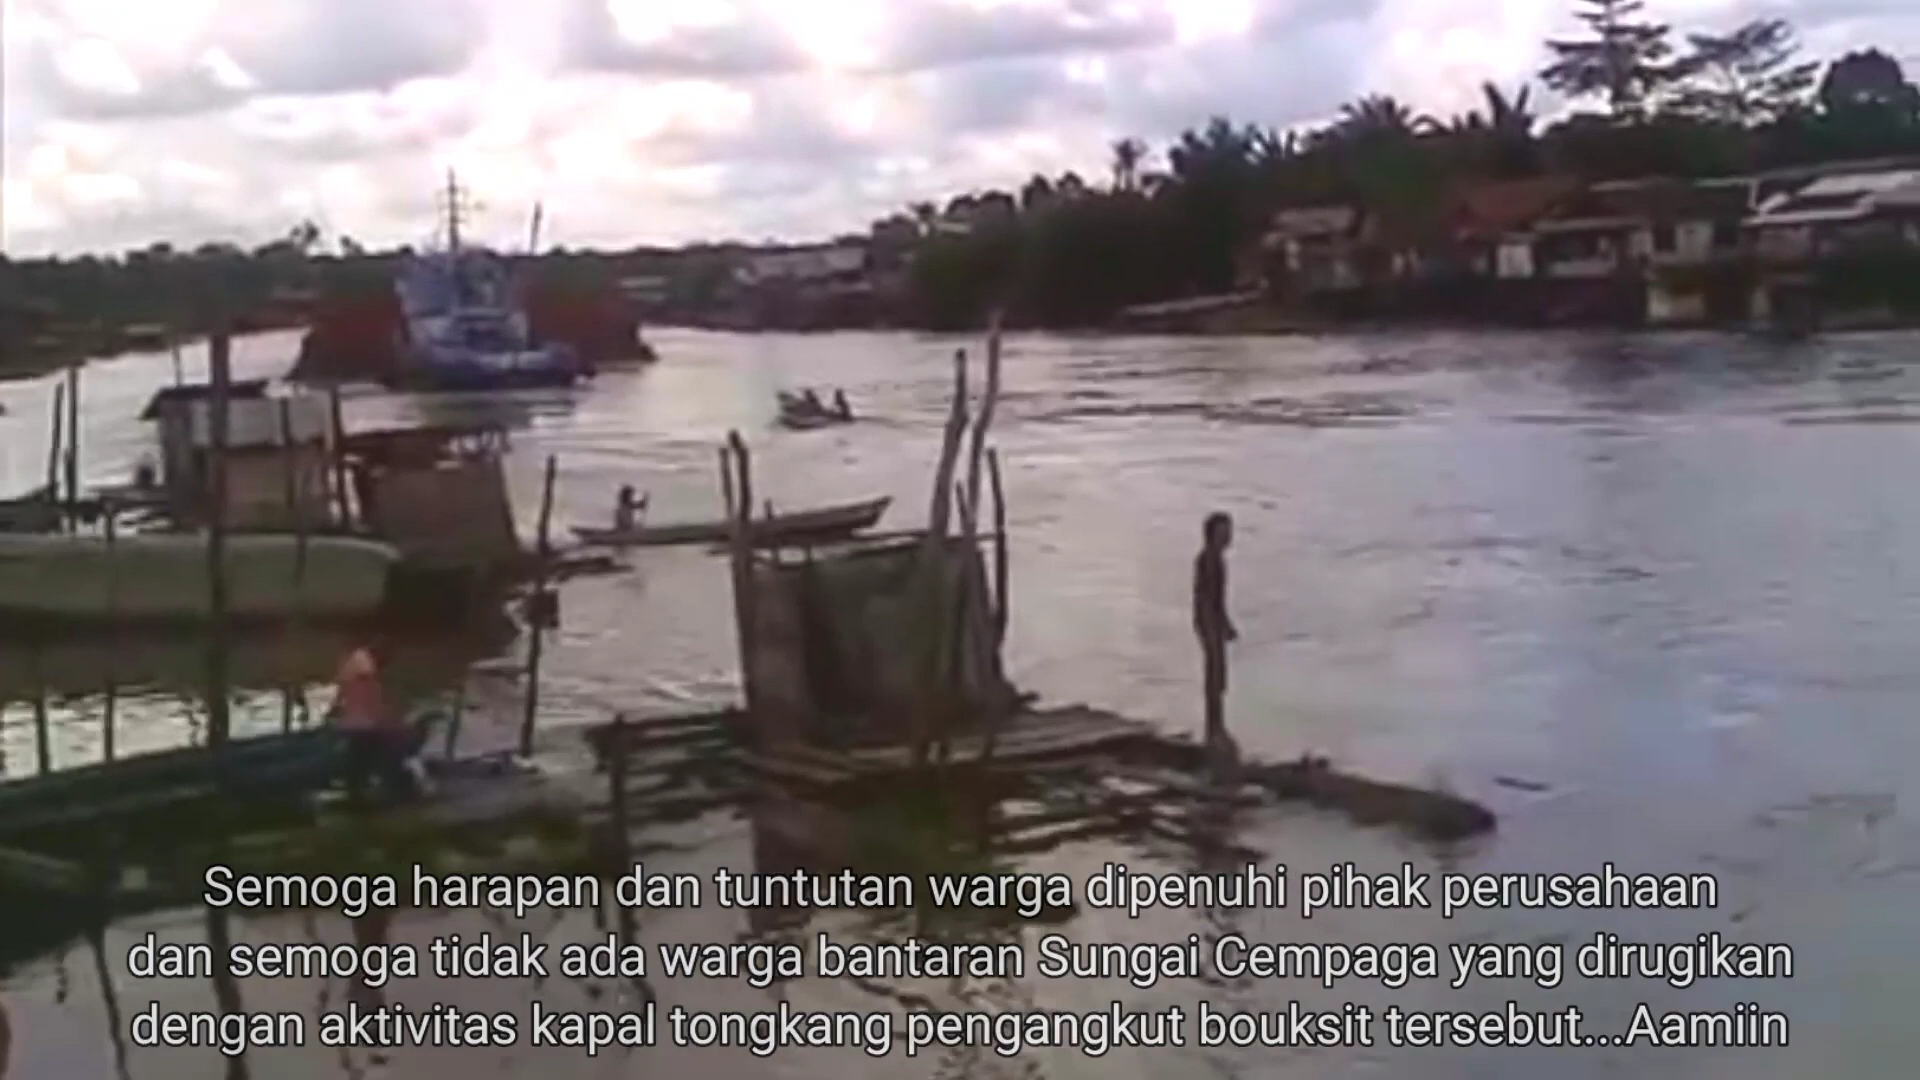 Semoga harapan dan tuntutan warga dipenuhi pihak perusahaan
dan semoga tidak ada warga bantaran Sungai Cempaga yang dirugikan
dengan aktivitas kapal tongkang pengangkut bouksit tersebut...Aamiin